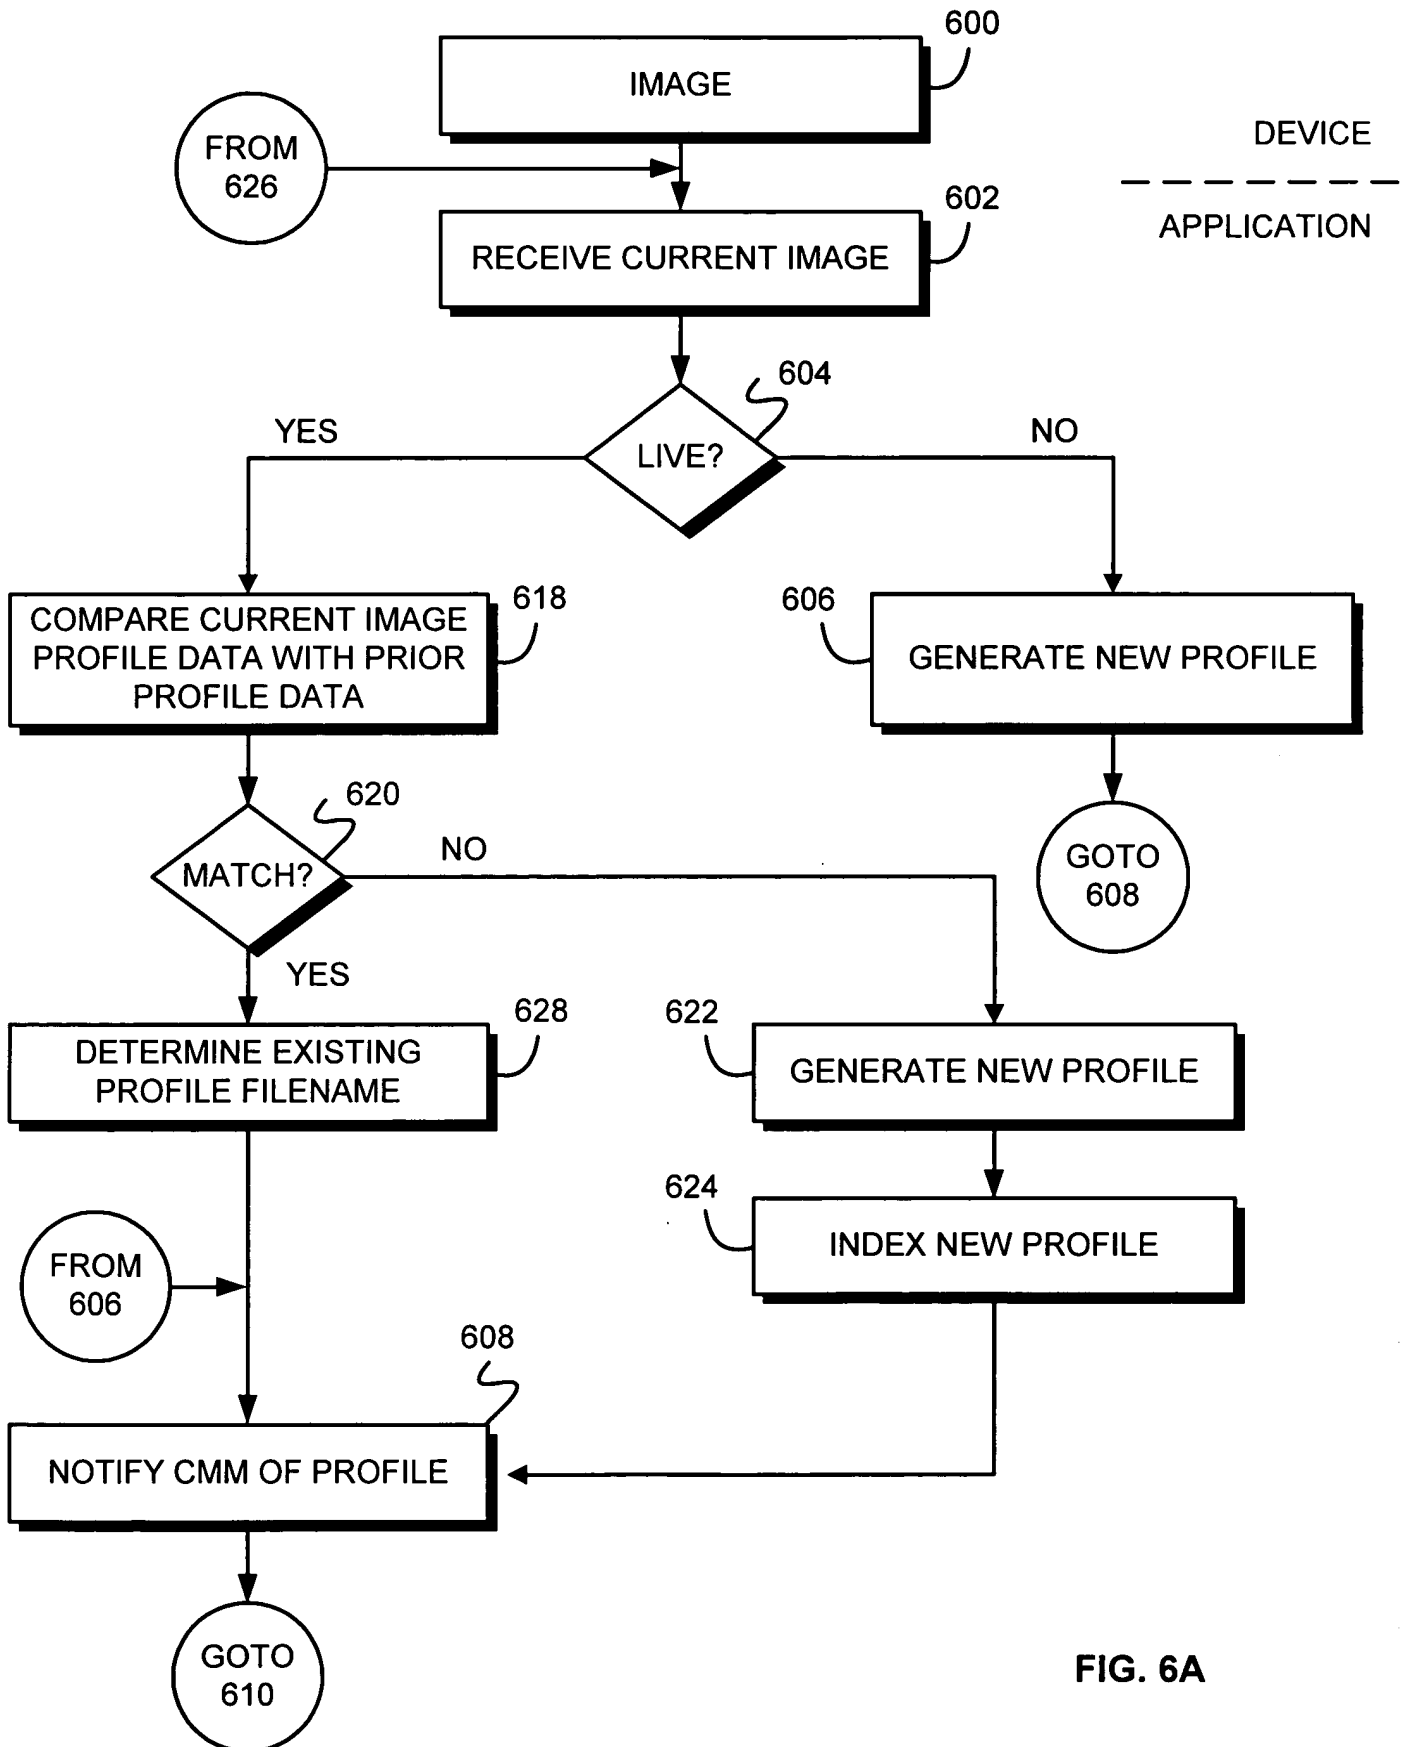 600
IMAGE
FROM
626
DEVICE
APPLICATION
602
RECEIVE CURRENT IMAGE
604
YES
LIVE?
NO
618
COMPARE CURRENT IMAGE
PROFILE DATA WITH PRIOR
PROFILE DATA
606
GENERATE NEW PROFILE
620
MATCH?
NO
GOTO
608
YES
628
DETERMINE EXISTING
PROFILE FILENAME
622
GENERATE NEW PROFILE
624
INDEX NEW PROFILE
FROM
606
608
NOTIFY CMM OF PROFILE
GOTO
610
FIG. 6A